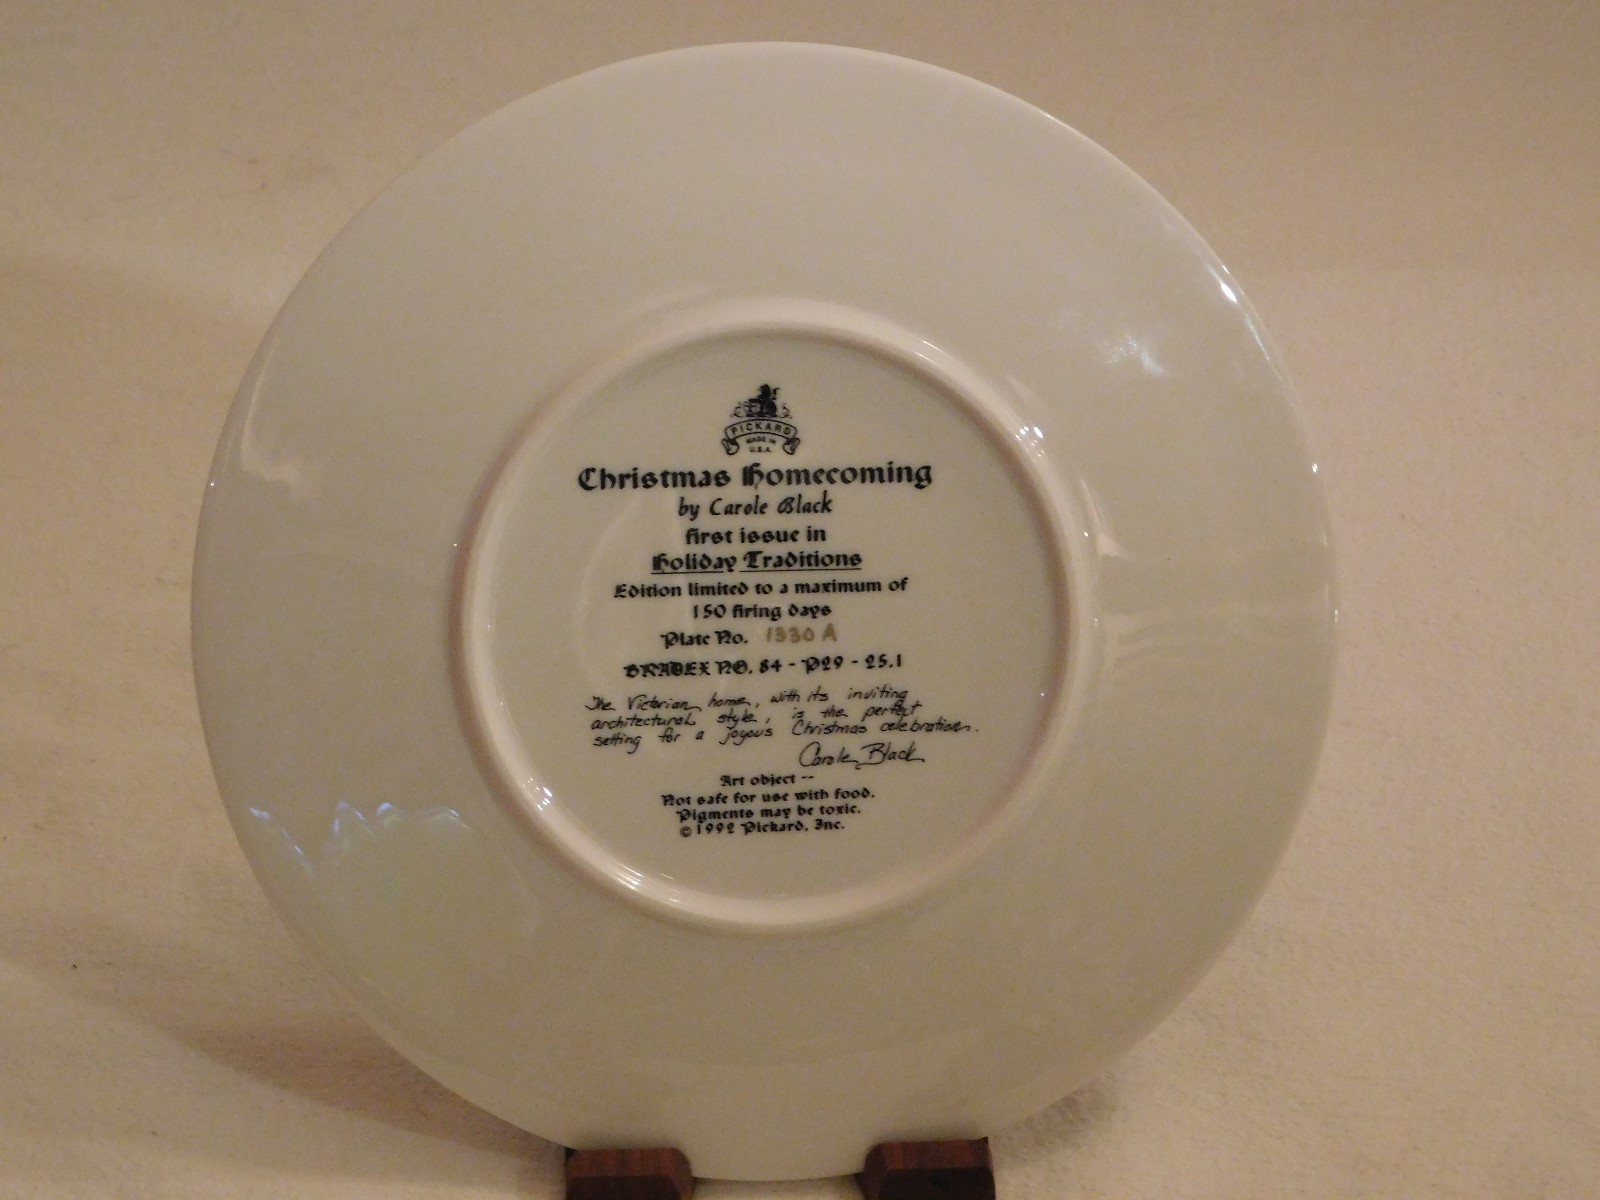 PICKARD
MADE IN
U.S.A.
Christmas Homecoming
by Carole Black
first issue in
Holiday Traditions
Edition limited to a maximum of
150 firing days
Plate No. 1330 A
BRADEX NO. 84 - P29 - 25.1
The Victorian home, with its inviting
architectural style, is the perfect
setting for a joyous Christmas celebration.
Carole Black
Art object --
Not safe for use with food.
Pigments may be toxic.
© 1992 Pickard, Inc.